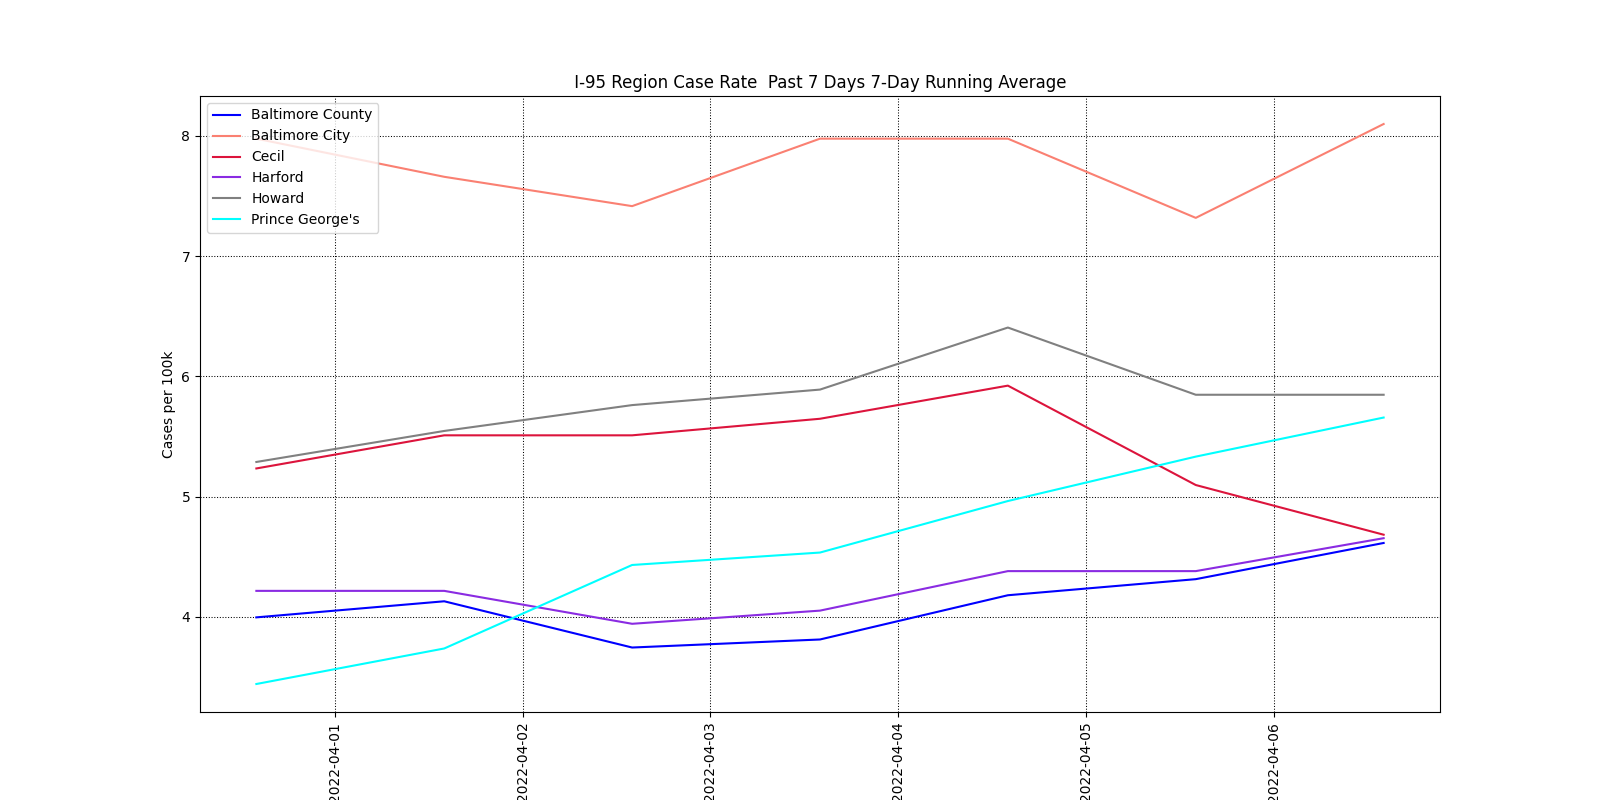 I-95 Region Case Rate  Past 7 Days 7-Day Running Average
Baltimore County
Baltimore City
Cecil
Harford
Howard
Prince George's
Cases per 100k
8
7
6
5
4
2022-04-01
2022-04-02
2022-04-03
2022-04-04
2022-04-05
2022-04-06